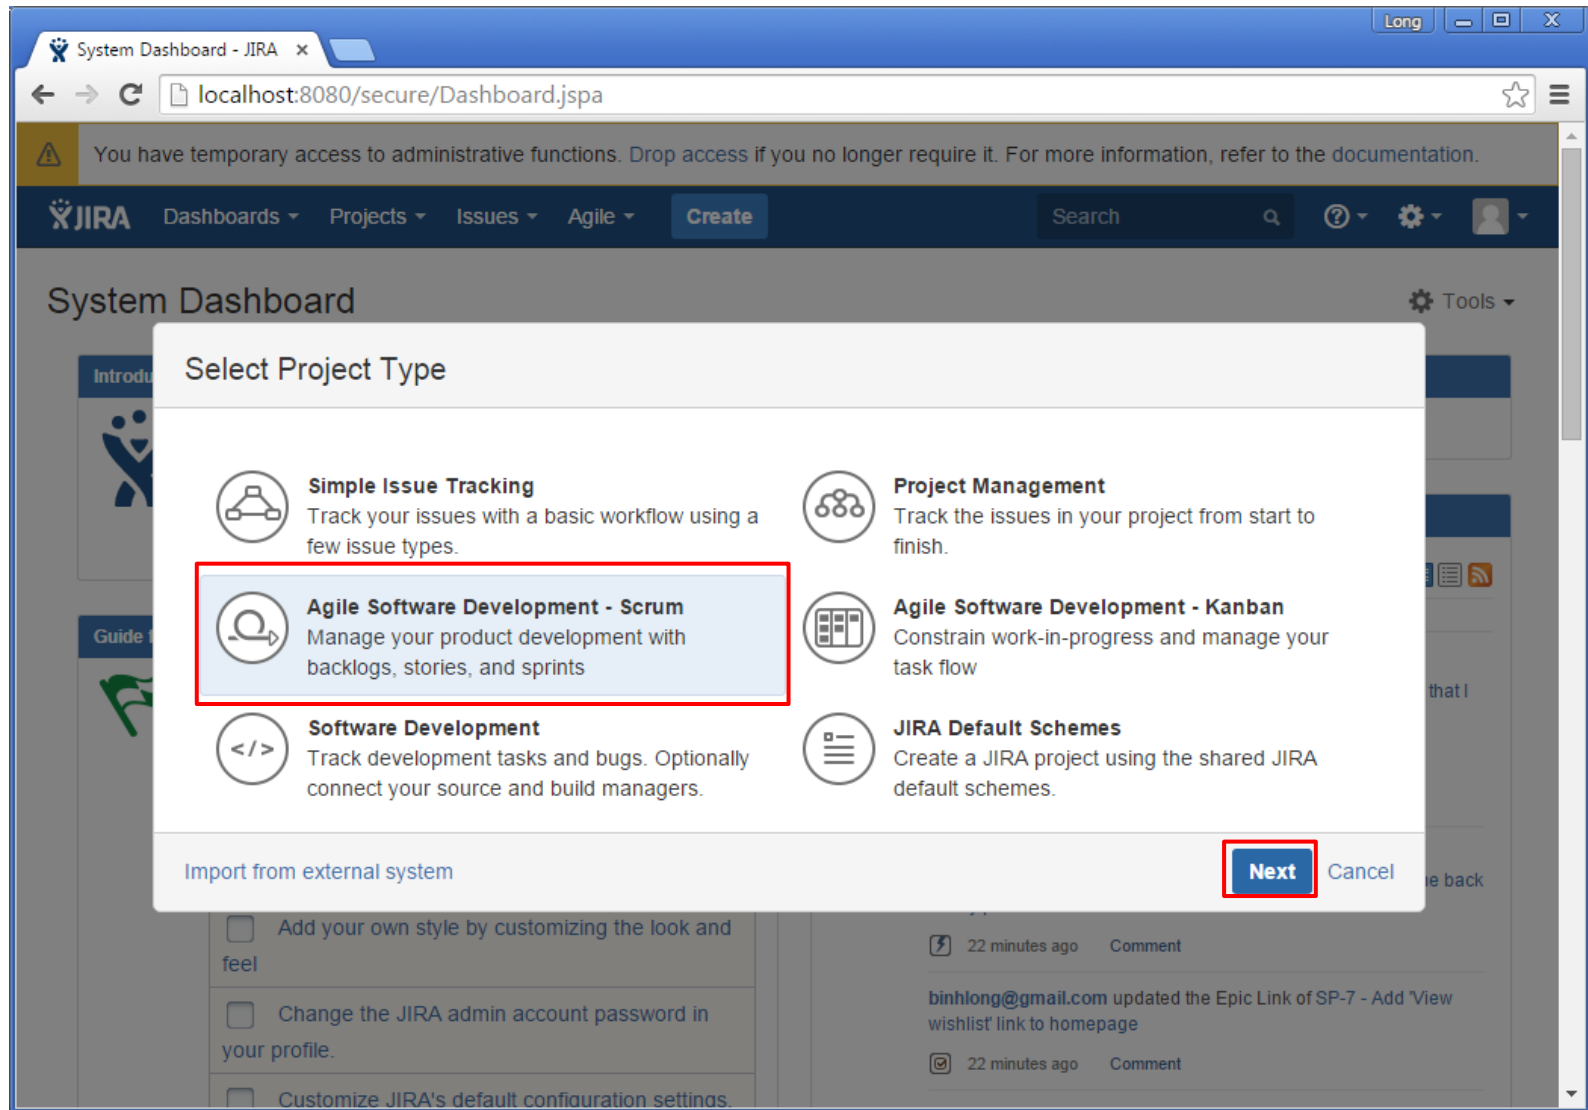 Long
System Dashboard - JIRA
localhost:8080/secure/Dashboard.jspa
You have temporary access to administrative functions. Drop access if you no longer require it. For more information, refer to the documentation.
JIRA Dashboards Projects Issues Agile Create Search
System Dashboard
Tools
Introdu
Select Project Type
Simple Issue Tracking
Track your issues with a basic workflow using a
few issue types.
Project Management
Track the issues in your project from start to
finish.
Guide
Agile Software Development - Scrum
Manage your product development with
backlogs, stories, and sprints
Agile Software Development - Kanban
Constrain work-in-progress and manage your
task flow
that I
Software Development
Track development tasks and bugs. Optionally
connect your source and build managers.
</>
JIRA Default Schemes
Create a JIRA project using the shared JIRA
default schemes.
Import from external system
Next
Cancel
back
Add your own style by customizing the look and
feel
Change the JIRA admin account password in
your profile.
Customize JIRA's default configuration settings.
22 minutes ago Comment
binhlong@gmail.com updated the Epic Link of SP-7 - Add 'View
wishlist' link to homepage
22 minutes ago Comment